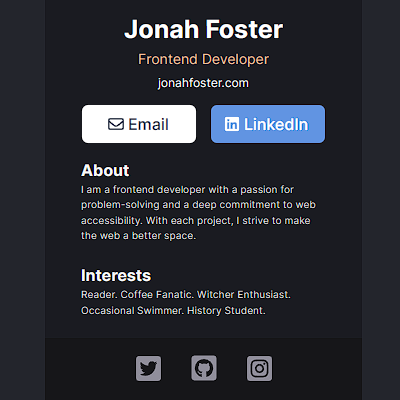 Jonah Foster
Frontend Developer
jonahfoster.com
Email
LinkedIn
About
I am a frontend developer with a passion for
problem-solving and a deep commitment to web
accessibility. With each project, I strive to make
the web a better space.
Interests
Reader. Coffee Fanatic. Witcher Enthusiast.
Occasional Swimmer. History Student.